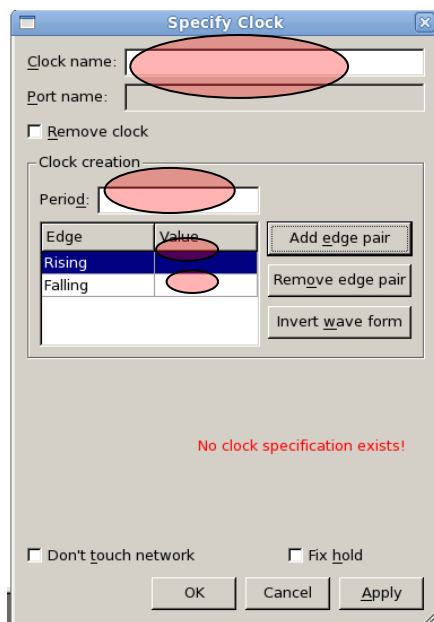 Specify Clock
Clock name:
Port name:
Remove clock
Clock creation
Period:
Edge Value Add edge pair
Rising
Falling Remove edge pair
Invert wave form
No clock specification exists!
Don't touch network Fix hold
OK Cancel Apply